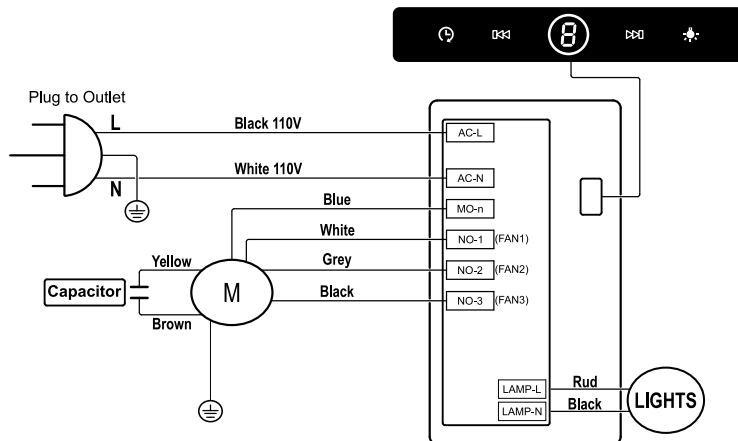 8
Plug to Outlet
L
Black 110V
AC-L
White 110V
N
AC-N
Blue
MO-n
White
NO-1 (FAN1)
Yellow
Grey
NO-2 (FAN2)
Capacitor
M
Black
NO-3 (FAN3)
Brown
LAMP-L
Rud
LIGHTS
LAMP-N
Black